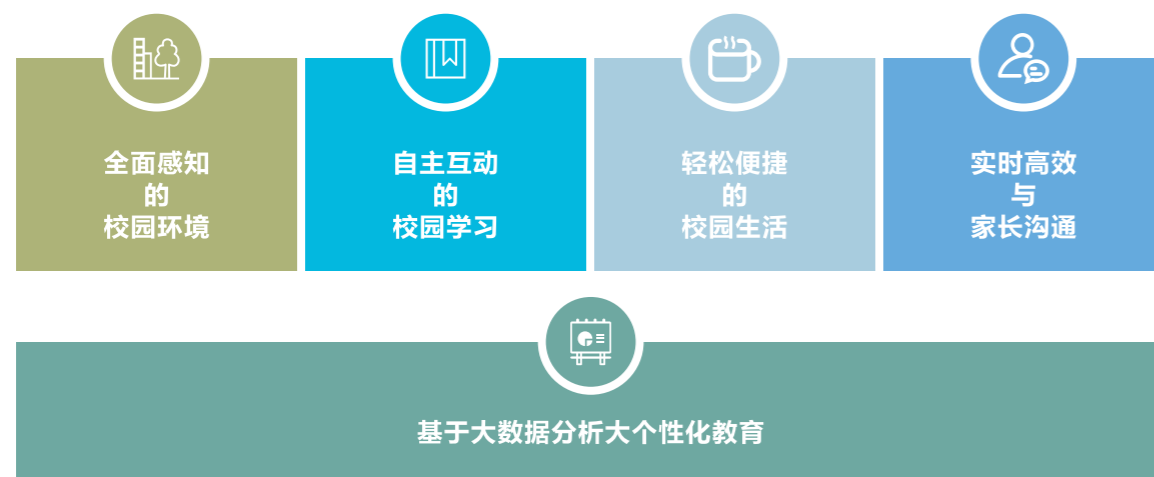 全面感知
的
校园环境
自主互动
的
校园学习
轻松便捷
的
校园生活
实时高效
与
家长沟通
基于大数据分析大个性化教育